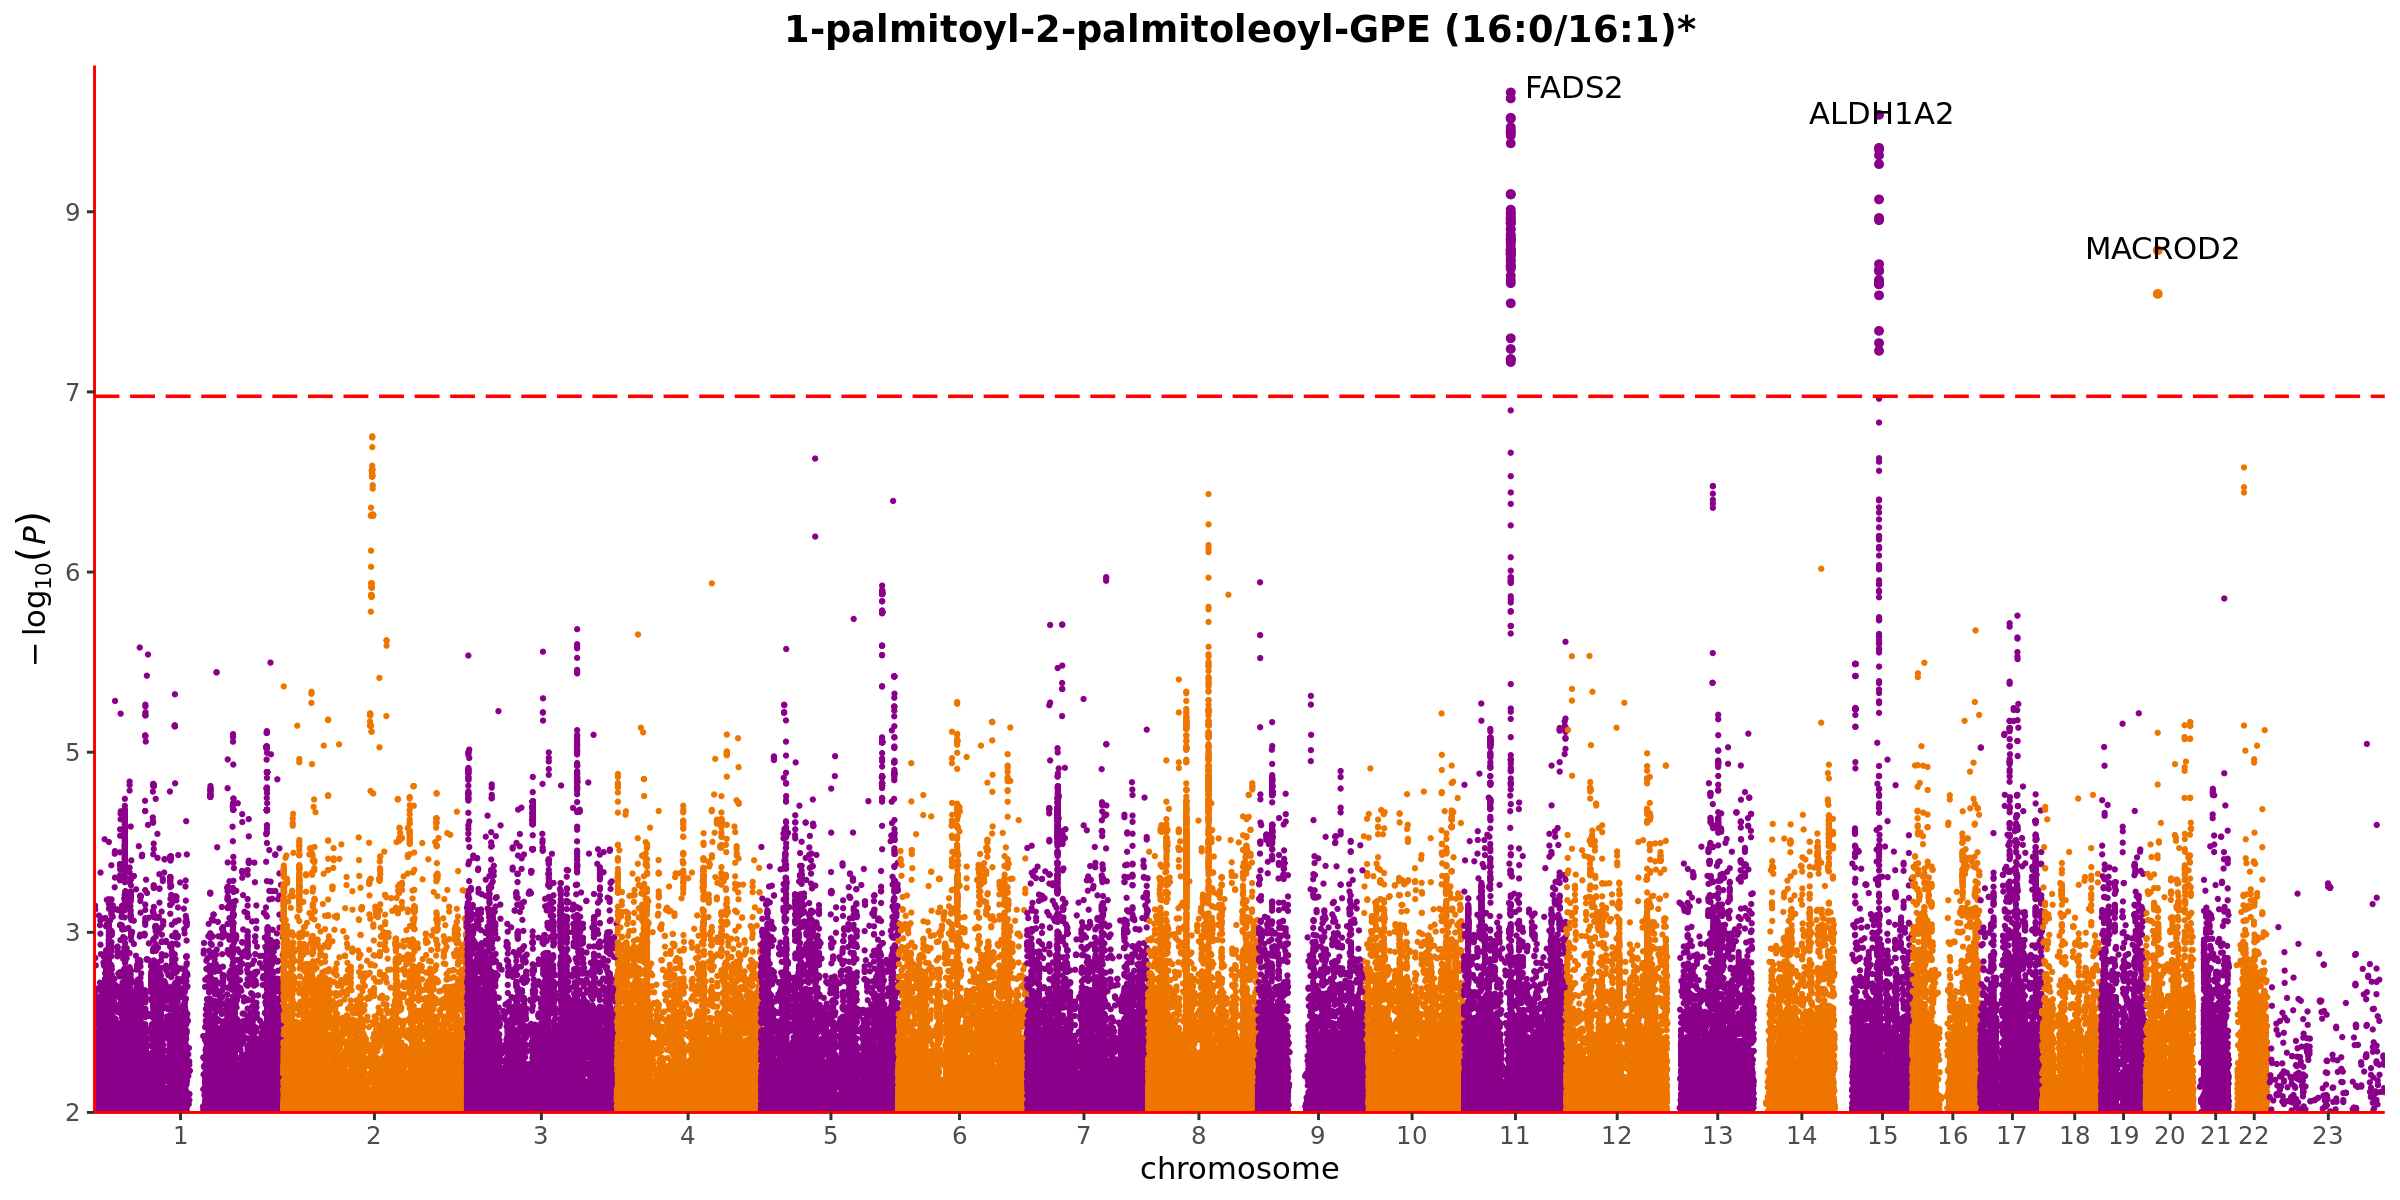 1-palmitoyl-2-palmitoleoyl-GPE (16:0/16:1)*
FADS2
ALDH1A2
MACROD2
9
7
6
5
3
2
− log10(P)
1 2 3 4 5 6 7 8 9 10 11 12 13 14 15 16 17 18 19 20 21 22 23
chromosome